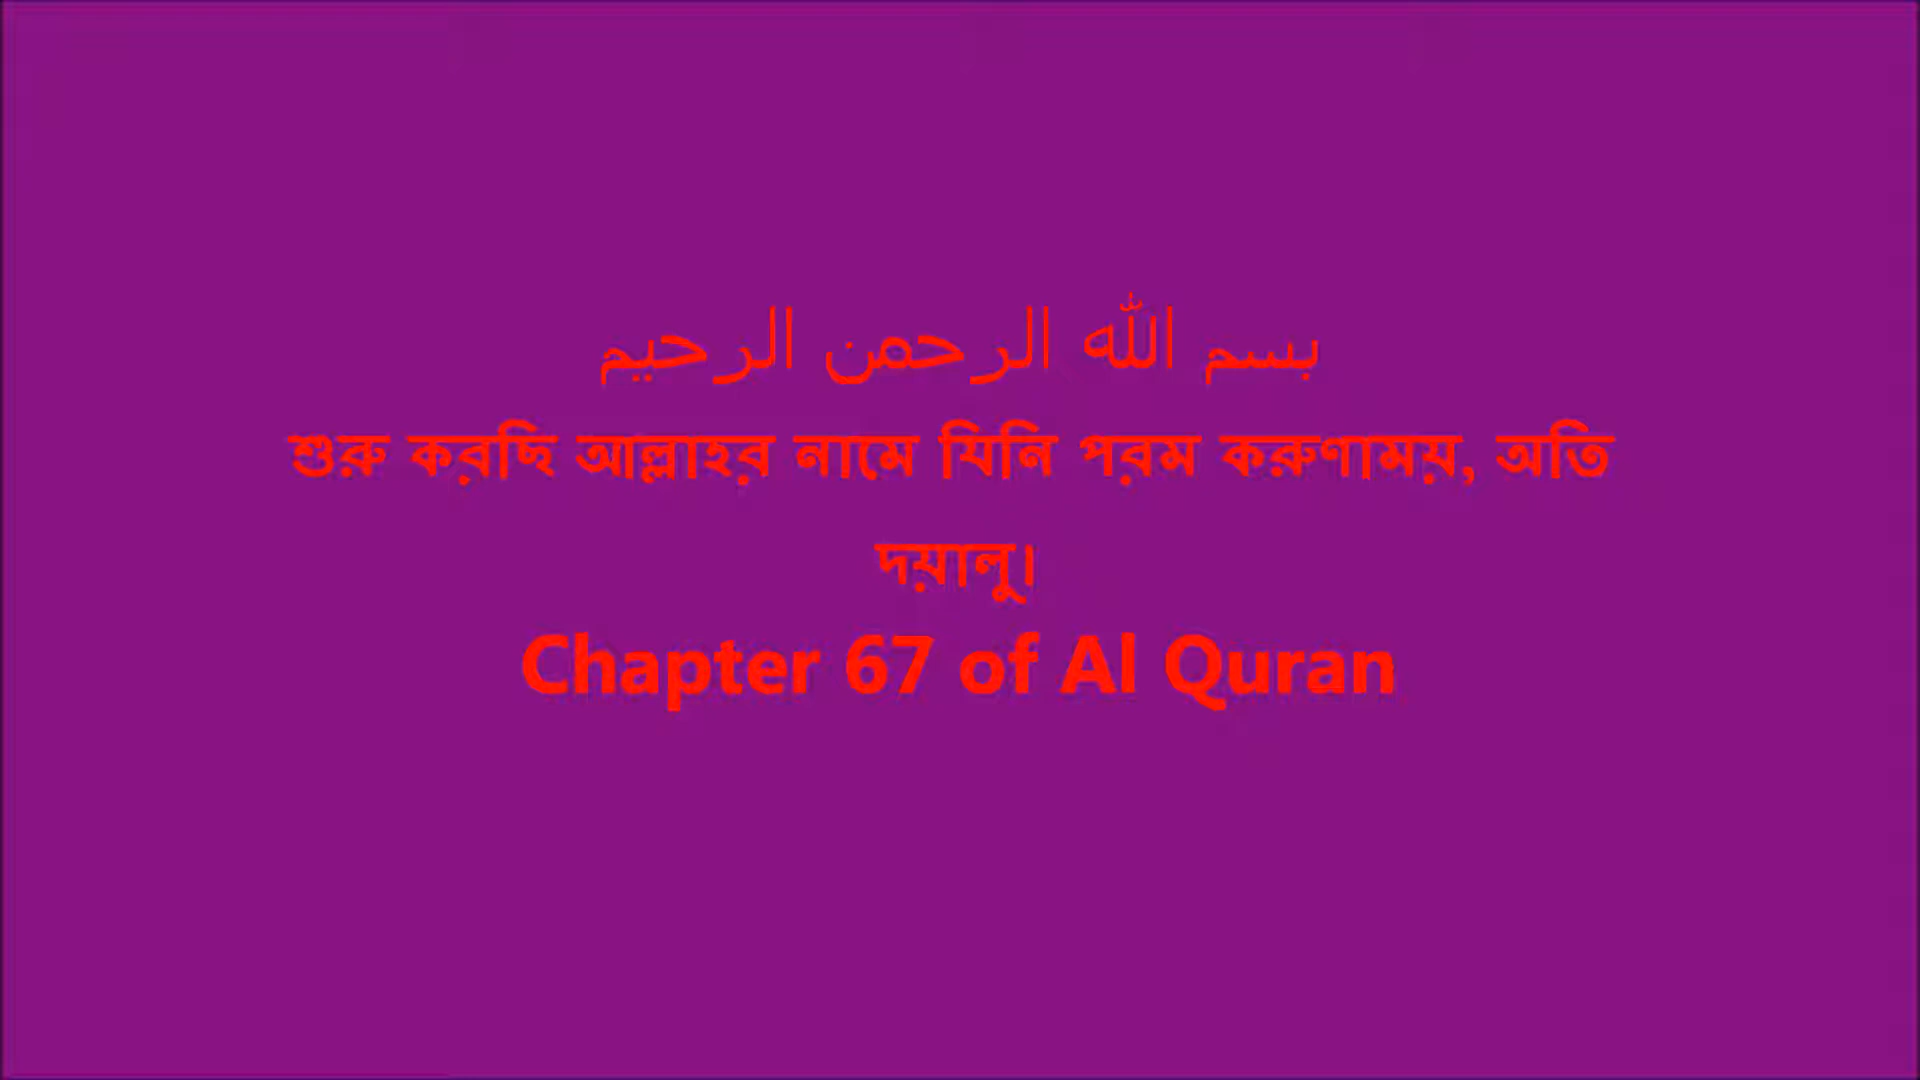 بسم الله الرحمن الرحيم
শুরু করছি আল্লাহর নামে যিনি পরম করুণাময়, অতি
দয়ালু।
Chapter 67 of Al Quran